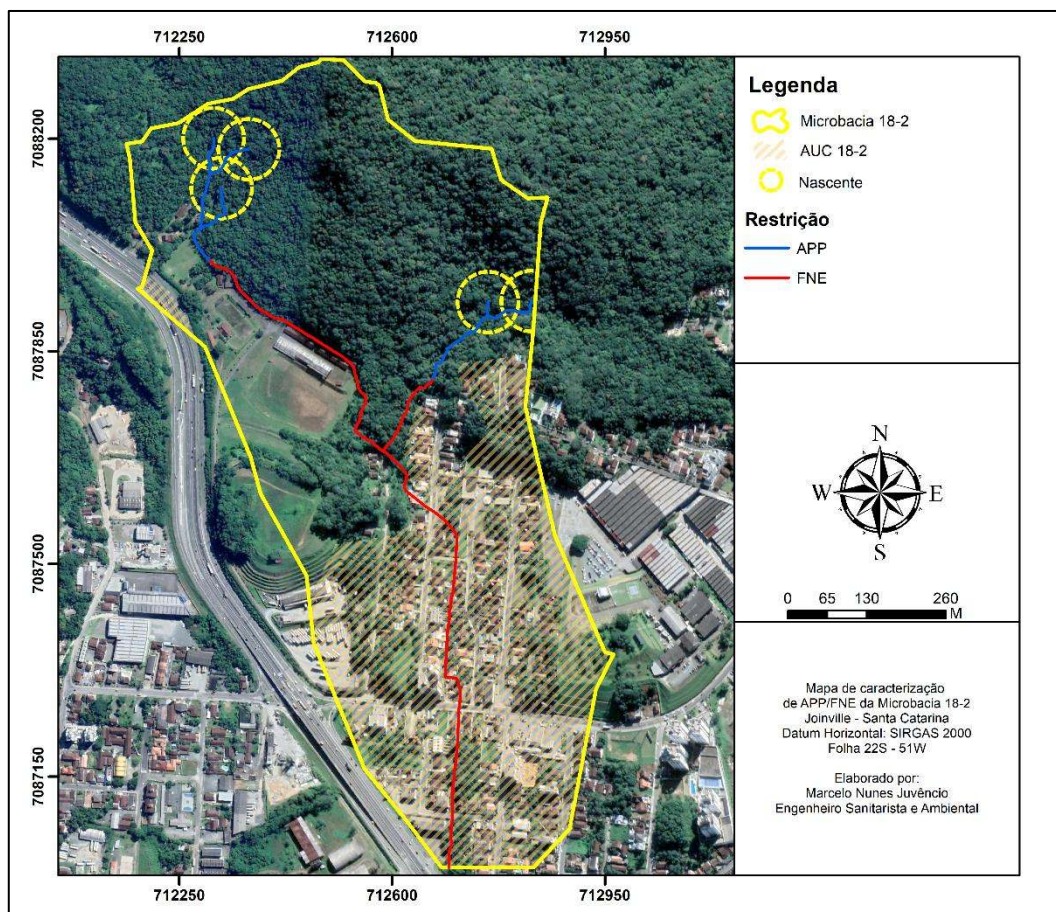 712250 712600 712950
7088200
7087850
7087500
7087150
712250 712600 712950
Legenda
Microbacia 18-2
AUC 18-2
Nascente
Restrição
APP
FNE
N
W E
S
0 65 130 260
M
Mapa de caracterização
de APP/FNE da Microbacia 18-2
Joinville - Santa Catarina
Datum Horizontal: SIRGAS 2000
Folha 22S - 51W
Elaborado por:
Marcelo Nunes Juvêncio
Engenheiro Sanitarista e Ambiental